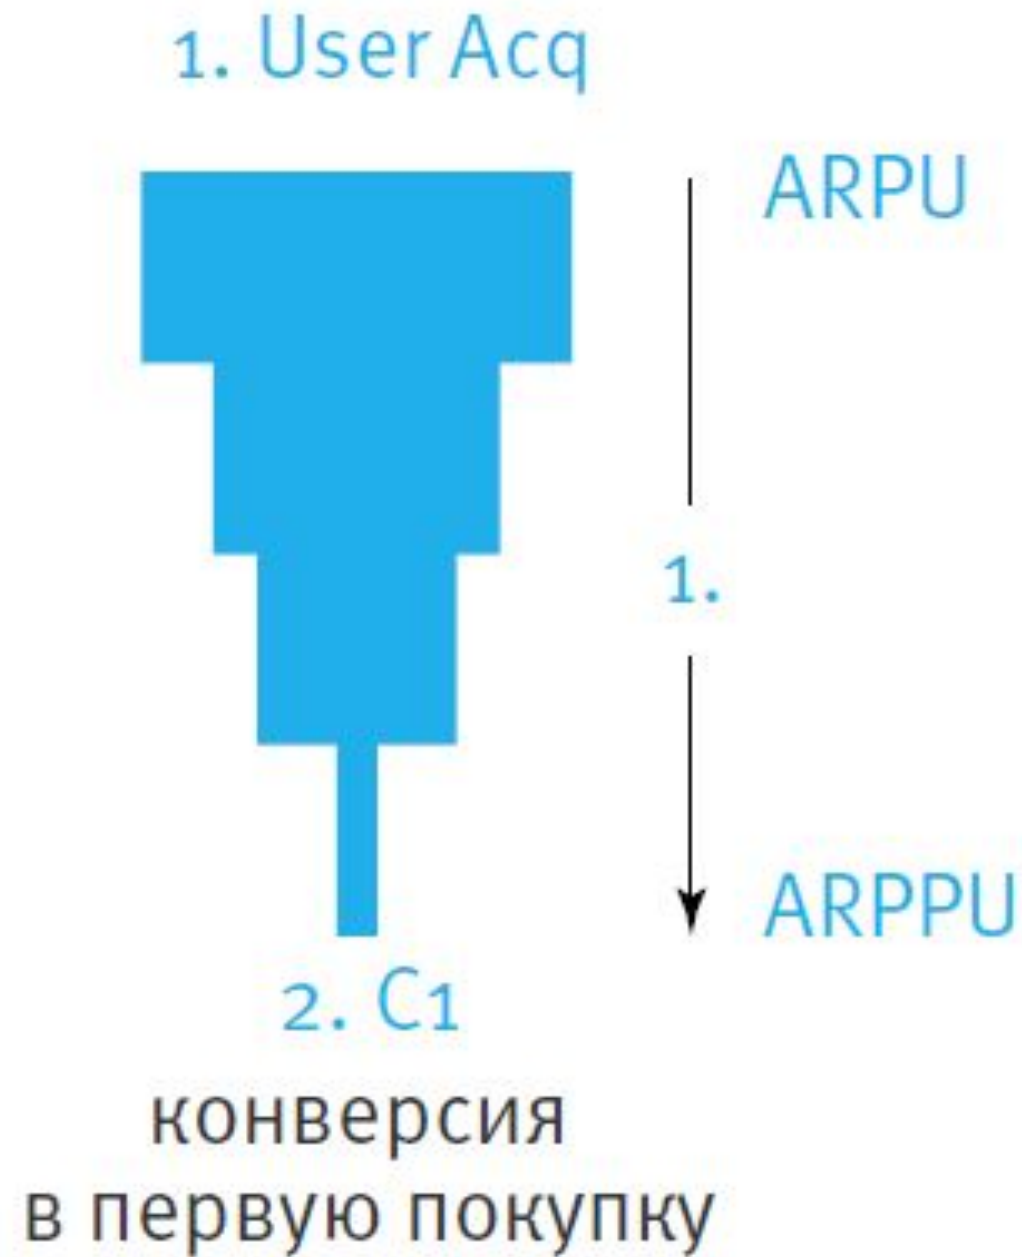 1. User Acq
ARPU
1.
ARPPU
2. C1
конверсия
в первую покупку